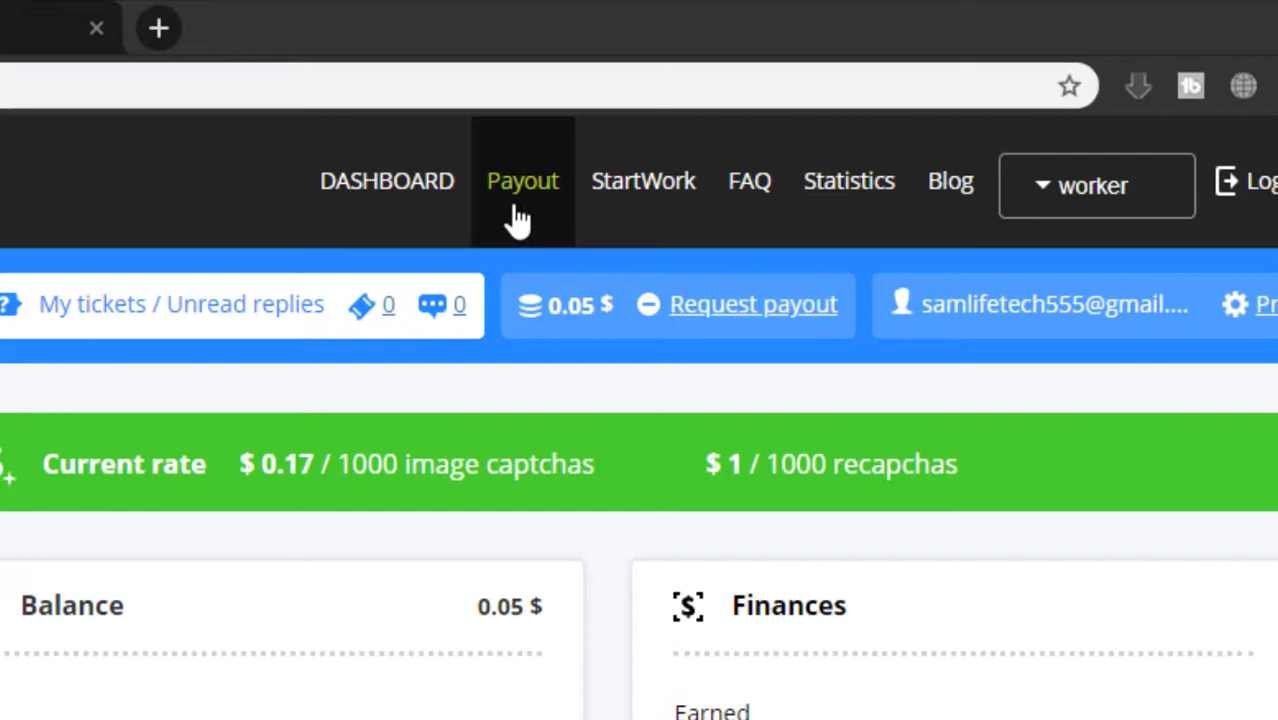 DASHBOARD Payout StartWork FAQ Statistics Blog worker Log
My tickets / Unread replies 0 0 0.05 $ Request payout samlifetech555@gmail.... Pr
Current rate $ 0.17 / 1000 image captchas $ 1 / 1000 recapchas
Balance 0.05 $ Finances
Earned